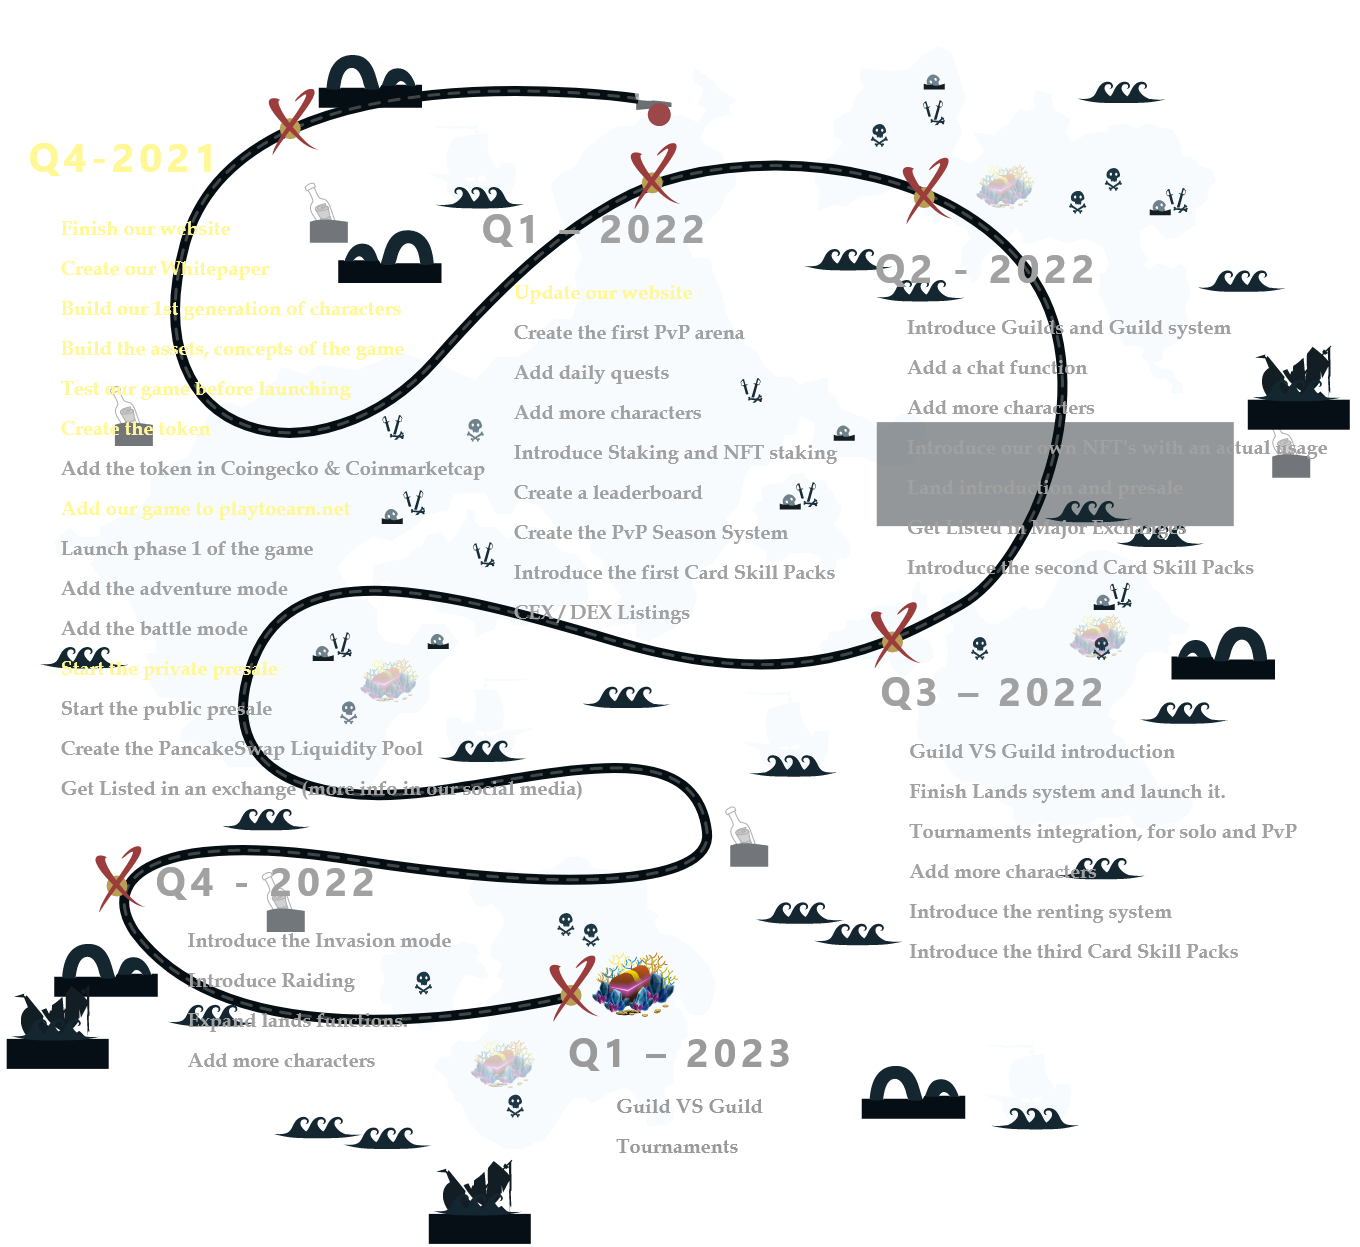 Q4-2021
Finish our website
Create our Whitepaper
Build our 1st generation of characters
Build the assets, concepts of the game
Test our game before launching
Create the token
Add the token in Coingecko & Coinmarketcap
Add our game to playtoearn.net
Launch phase 1 of the game
Add the adventure mode
Add the battle mode
Start the private presale
Start the public presale
Create the PancakeSwap Liquidity Pool
Get Listed in an exchange (more info in our social media)
Q1 – 2022
Update our website
Create the first PvP arena
Add daily quests
Add more characters
Introduce Staking and NFT staking
Create a leaderboard
Create the PvP Season System
Introduce the first Card Skill Packs
CEX / DEX Listings
Q2 - 2022
Introduce Guilds and Guild system
Add a chat function
Add more characters
Introduce our own NFT's with an actual usage
Land introduction and presale
Get Listed in Major Exchanges
Introduce the second Card Skill Packs
Q3 – 2022
Guild VS Guild introduction
Finish Lands system and launch it.
Tournaments integration, for solo and PvP
Add more characters
Introduce the renting system
Introduce the third Card Skill Packs
Q4 - 2022
Introduce the Invasion mode
Introduce Raiding
Expand lands functions.
Add more characters
Q1 – 2023
Guild VS Guild
Tournaments